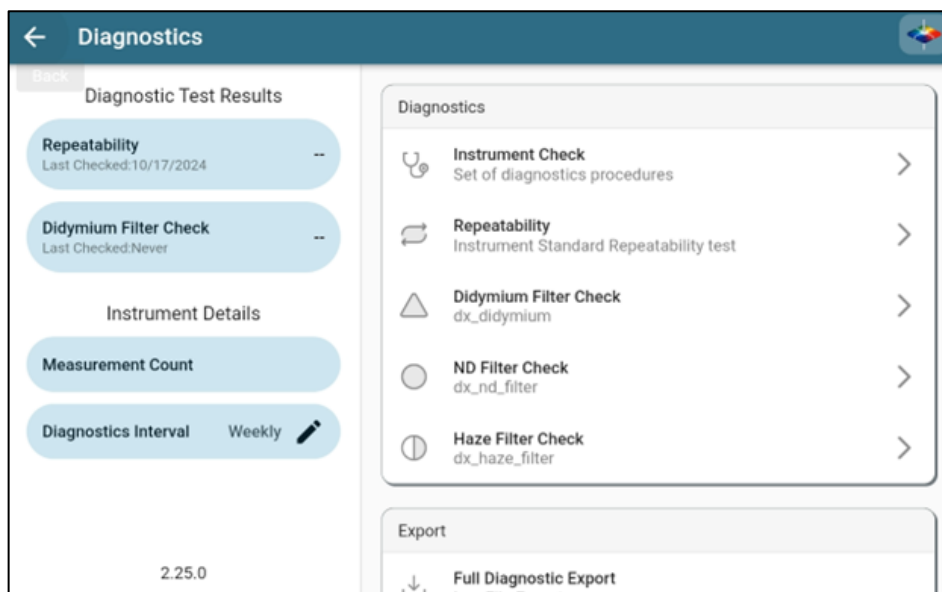 Diagnostics
Back
Diagnostic Test Results
Repeatability
Last Checked:10/17/2024
--
Didymium Filter Check
Last Checked:Never
--
Instrument Details
Measurement Count
Diagnostics Interval Weekly
2.25.0
Diagnostics
Instrument Check
Set of diagnostics procedures
Repeatability
Instrument Standard Repeatability test
Didymium Filter Check
dx_didymium
ND Filter Check
dx_nd_filter
Haze Filter Check
dx_haze_filter
Export
Full Diagnostic Export